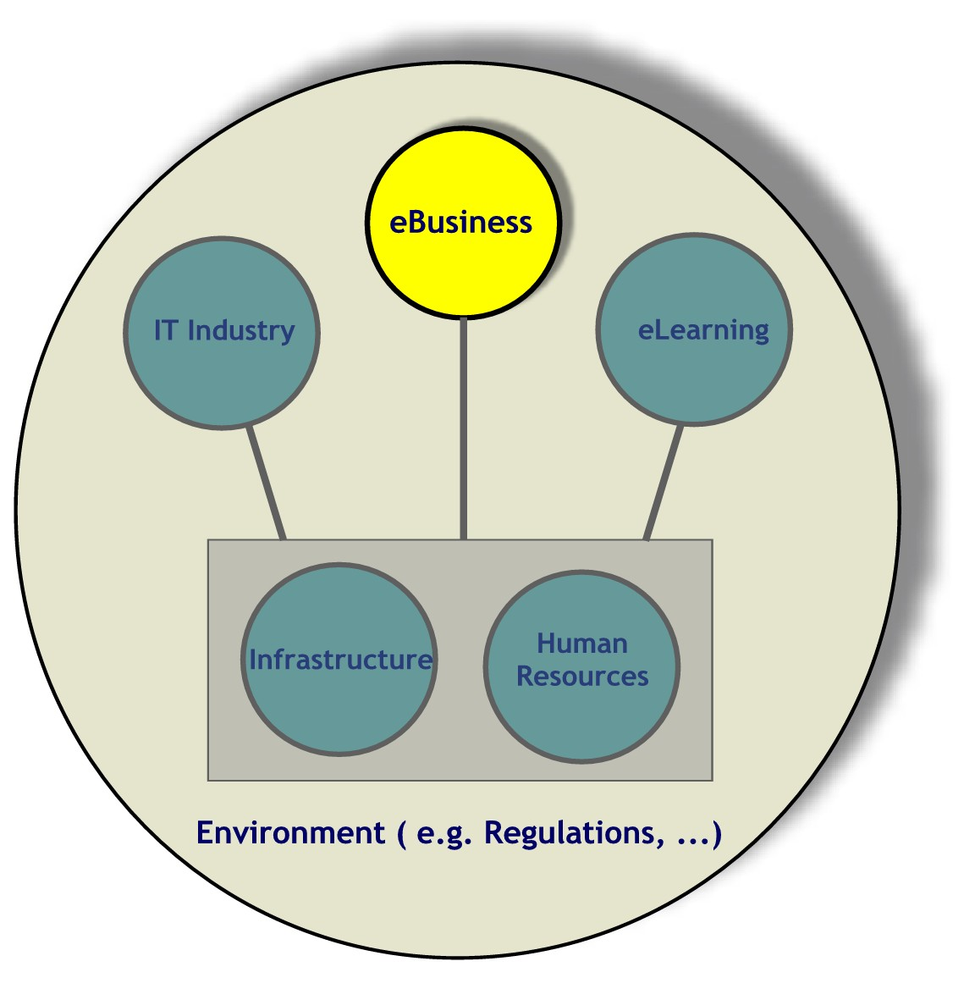 eBusiness
IT Industry
eLearning
Infrastructure
Human
Resources
Environment ( e.g. Regulations, ...)